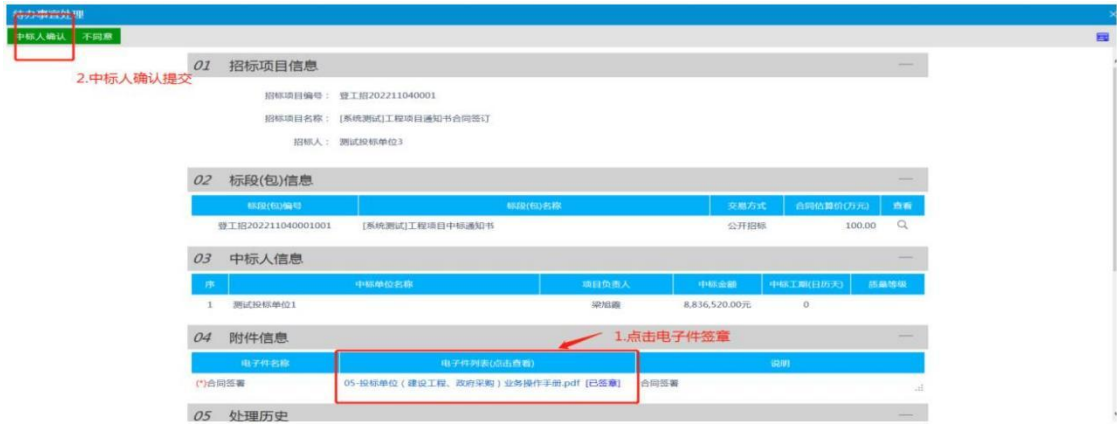 待办事宜处理
中标人确认 不同意
2.中标人确认提交
01 招标项目信息
招标项目编号： 登工招202211040001
招标项目名称： [系统测试]工程项目通知书合同签订
招标人： 测试投标单位3
02 标段(包)信息
标段(包)编号 标段(包)名称 交易方式 合同估算价(万元) 查看
登工招202211040001001 [系统测试]工程项目中标通知书 公开招标 100.00
03 中标人信息
序 中标单位名称 项目负责人 中标金额 中标工期(日历天) 质量等级
1 测试投标单位1 梁旭霞 8,836,520.00元 0
04 附件信息
1.点击电子件签章
电子件名称 电子件列表(点击查看) 说明
(*)合同签署 05-投标单位（建设工程、政府采购）业务操作手册.pdf [已签章] 合同签署
05 处理历史